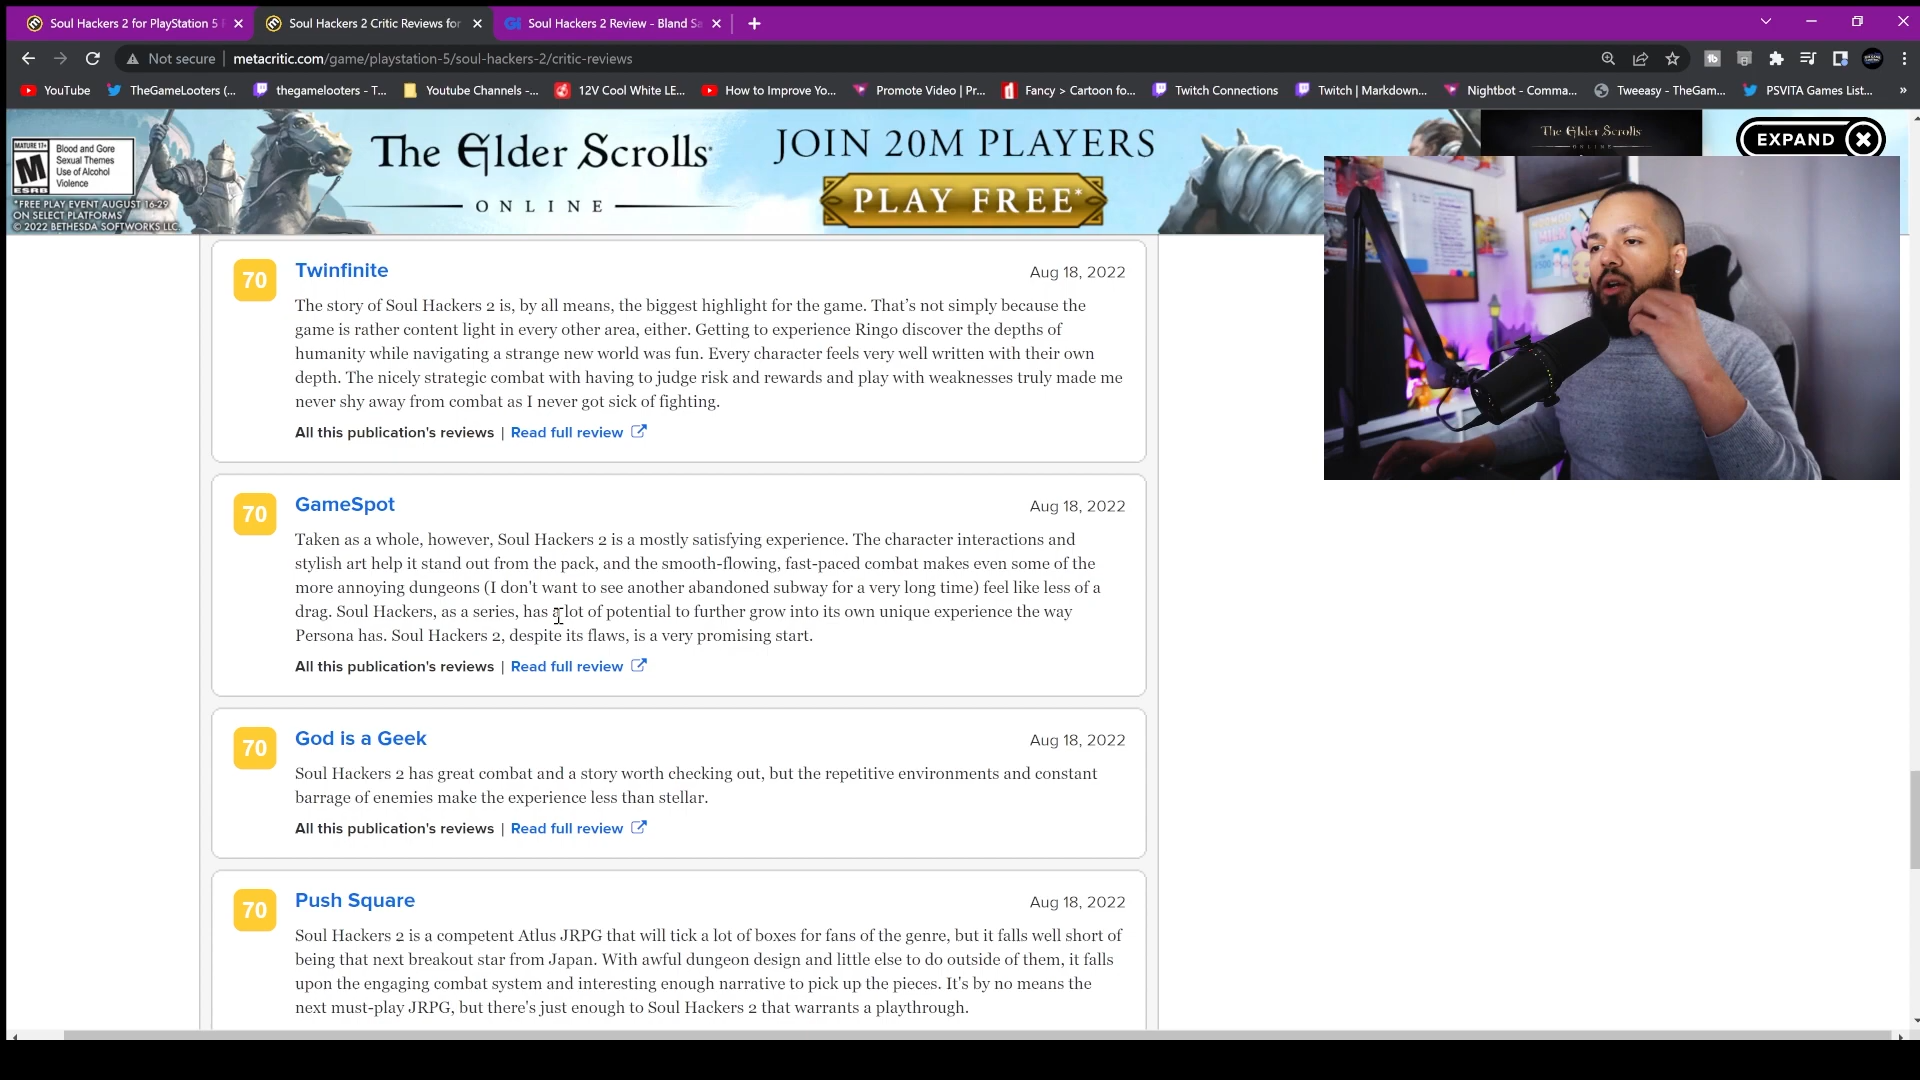 Soul Hackers 2 for PlayStation 5
Soul Hackers 2 Critic Reviews for
Soul Hackers 2 Review - Bland Sa
Not secure
metacritic.com/game/playstation-5/soul-hackers-2/critic-reviews
YouTube
TheGameLooters (...
thegamelooters - T...
Youtube Channels -...
12V Cool White LE...
How to Improve Yo...
Promote Video | Pr...
Fancy > Cartoon fo...
Twitch Connections
Twitch | Markdown...
Nightbot - Comma...
Tweeasy - TheGam...
PSVITA Games List...
»
MATURE 17+
M
ESRB
Blood and Gore
Sexual Themes
Use of Alcohol
Violence
*FREE PLAY EVENT AUGUST 16-29
ON SELECT PLATFORMS
© 2022 BETHESDA SOFTWORKS LLC.
The Elder Scrolls
ONLINE
JOIN 20M PLAYERS
PLAY FREE*
The Elder Scrolls
EXPAND
70
Twinfinite
Aug 18, 2022
The story of Soul Hackers 2 is, by all means, the biggest highlight for the game. That's not simply because the
game is rather content light in every other area, either. Getting to experience Ringo discover the depths of
humanity while navigating a strange new world was fun. Every character feels very well written with their own
depth. The nicely strategic combat with having to judge risk and rewards and play with weaknesses truly made me
never shy away from combat as I never got sick of fighting.
All this publication's reviews | Read full review
70
GameSpot
Aug 18, 2022
Taken as a whole, however, Soul Hackers 2 is a mostly satisfying experience. The character interactions and
stylish art help it stand out from the pack, and the smooth-flowing, fast-paced combat makes even some of the
more annoying dungeons (I don't want to see another abandoned subway for a very long time) feel like less of a
drag. Soul Hackers, as a series, has a lot of potential to further grow into its own unique experience the way
Persona has. Soul Hackers 2, despite its flaws, is a very promising start.
All this publication's reviews | Read full review
70
God is a Geek
Aug 18, 2022
Soul Hackers 2 has great combat and a story worth checking out, but the repetitive environments and constant
barrage of enemies make the experience less than stellar.
All this publication's reviews | Read full review
70
Push Square
Aug 18, 2022
Soul Hackers 2 is a competent Atlus JRPG that will tick a lot of boxes for fans of the genre, but it falls well short of
being that next breakout star from Japan. With awful dungeon design and little else to do outside of them, it falls
upon the engaging combat system and interesting enough narrative to pick up the pieces. It's by no means the
next must-play JRPG, but there's just enough to Soul Hackers 2 that warrants a playthrough.